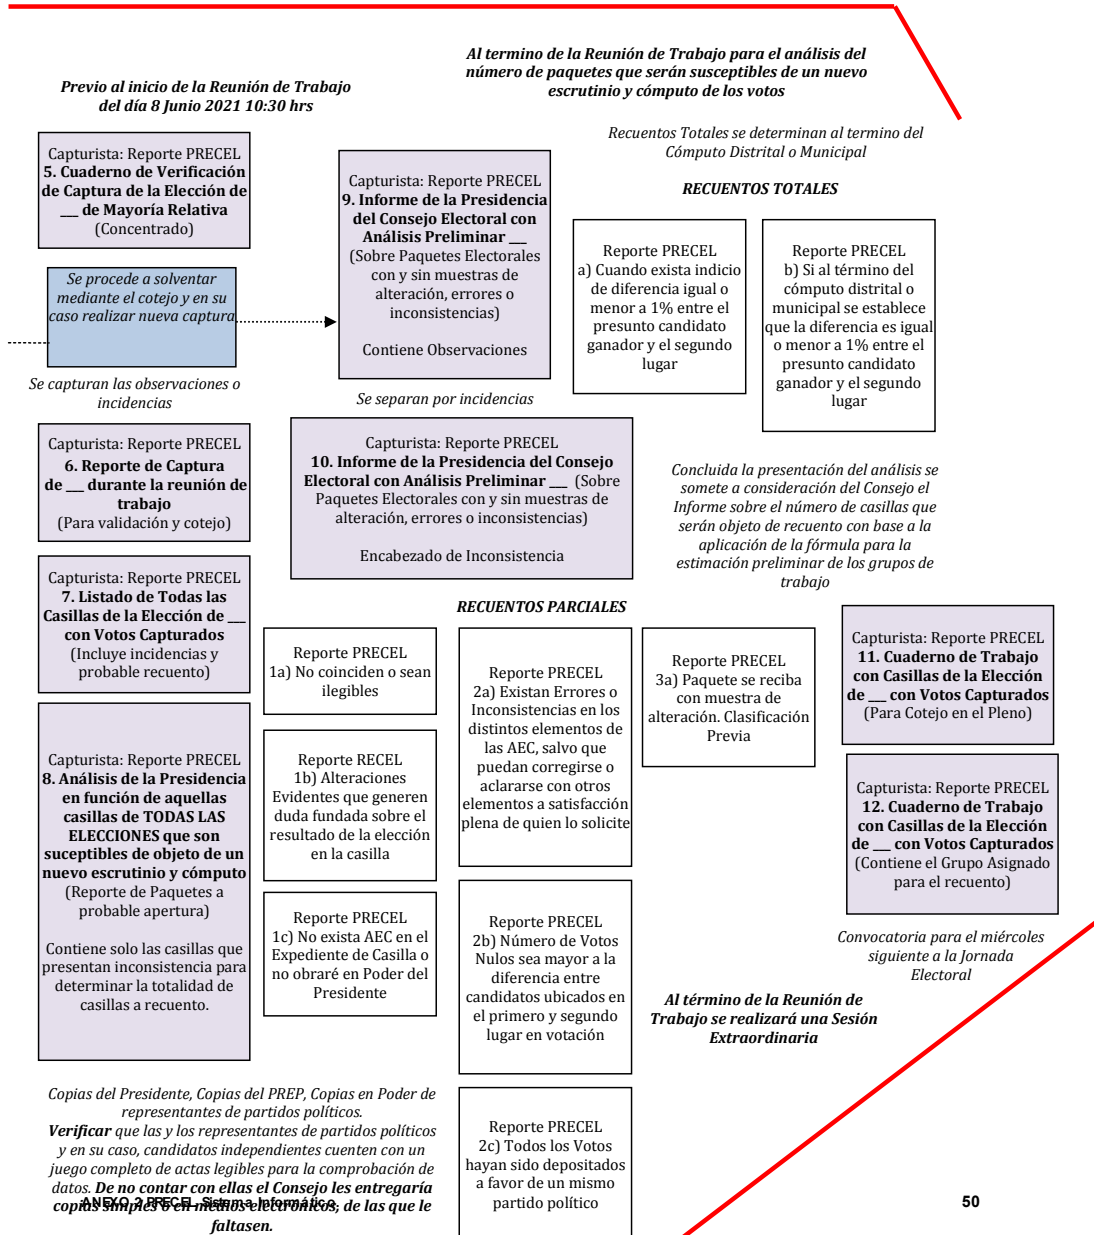 Previo al inicio de la Reunión de Trabajo
del día 8 Junio 2021 10:30 hrs
Al termino de la Reunión de Trabajo para el análisis del
número de paquetes que serán susceptibles de un nuevo
escrutinio y cómputo de los votos
Recuentos Totales se determinan al termino del
Cómputo Distrital o Municipal
RECUENTOS TOTALES
Capturista: Reporte PRECEL
5. Cuaderno de Verificación
de Captura de la Elección de
__ de Mayoría Relativa
(Concentrado)
Se procede a solventar
mediante el cotejo y en su
caso realizar nueva captura
Se capturan las observaciones o
incidencias
Capturista: Reporte PRECEL
9. Informe de la Presidencia
del Consejo Electoral con
Análisis Preliminar __
(Sobre Paquetes Electorales
con y sin muestras de
alteración, errores o
inconsistencias)
Contiene Observaciones
Se separan por incidencias
Reporte PRECEL
a) Cuando exista indicio
de diferencia igual o
menor a 1% entre el
presunto candidato
ganador y el segundo
lugar
Reporte PRECEL
b) Si al término del
cómputo distrital o
municipal se establece
que la diferencia es igual
o menor a 1% entre el
presunto candidato
ganador y el segundo
lugar
Capturista: Reporte PRECEL
6. Reporte de Captura
de __ durante la reunión de
trabajo
(Para validación y cotejo)
Capturista: Reporte PRECEL
10. Informe de la Presidencia del Consejo
Electoral con Análisis Preliminar __ (Sobre
Paquetes Electorales con y sin muestras de
alteración, errores o inconsistencias)
Encabezado de Inconsistencia
Concluida la presentación del análisis se
somete a consideración del Consejo el
Informe sobre el número de casillas que
serán objeto de recuento con base a la
aplicación de la fórmula para la
estimación preliminar de los grupos de
trabajo
Capturista: Reporte PRECEL
7. Listado de Todas las
Casillas de la Elección de __
con Votos Capturados
(Incluye incidencias y
probable recuento)
Capturista: Reporte PRECEL
8. Análisis de la Presidencia
en función de aquellas
casillas de TODAS LAS
ELECCIONES que son
suceptibles de objeto de un
nuevo escrutinio y cómputo
(Reporte de Paquetes a
probable apertura)
Contiene solo las casillas que
presentan inconsistencia para
determinar la totalidad de
casillas a recuento.
RECUENTOS PARCIALES
Reporte PRECEL
1a) No coinciden o sean
ilegibles
Reporte RECEL
1b) Alteraciones
Evidentes que generen
duda fundada sobre el
resultado de la elección
en la casilla
Reporte PRECEL
1c) No exista AEC en el
Expediente de Casilla o
no obraré en Poder del
Presidente
Reporte PRECEL
2a) Existan Errores o
Inconsistencias en los
distintos elementos de
las AEC, salvo que
puedan corregirse o
aclararse con otros
elementos a satisfacción
plena de quien lo solicite
Reporte PRECEL
2b) Número de Votos
Nulos sea mayor a la
diferencia entre
candidatos ubicados en
el primero y segundo
lugar en votación
Reporte PRECEL
2c) Todos los Votos
hayan sido depositados
a favor de un mismo
partido político
Reporte PRECEL
3a) Paquete se reciba
con muestra de
alteración. Clasificación
Previa
Capturista: Reporte PRECEL
11. Cuaderno de Trabajo
con Casillas de la Elección
de __ con Votos Capturados
(Para Cotejo en el Pleno)
Capturista: Reporte PRECEL
12. Cuaderno de Trabajo
con Casillas de la Elección
de __ con Votos Capturados
(Contiene el Grupo Asignado
para el recuento)
Convocatoria para el miércoles
siguiente a la Jornada
Electoral
Al término de la Reunión de
Trabajo se realizará una Sesión
Extraordinaria
Copias del Presidente, Copias del PREP, Copias en Poder de
representantes de partidos políticos.
Verificar que las y los representantes de partidos políticos
y en su caso, candidatos independientes cuenten con un
juego completo de actas legibles para la comprobación de
datos. De no contar con ellas el Consejo les entregaría
copias simples ó en medios electrónicos, de las que le
faltasen.
ANEXO 2 PRECEL Sistema Informático,
50